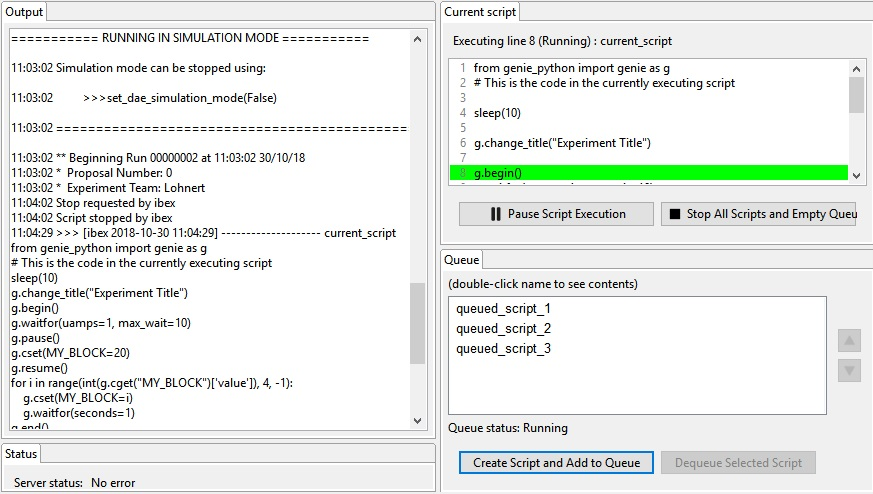 Output
=========== RUNNING IN SIMULATION MODE ===========
11:03:02 Simulation mode can be stopped using:
11:03:02 >>>set_dae_simulation_mode(False)
11:03:02 ==============================================
11:03:02 ** Beginning Run 00000002 at 11:03:02 30/10/18
11:03:02 * Proposal Number: 0
11:03:02 * Experiment Team: Lohnert
11:04:02 Stop requested by ibex
11:04:02 Script stopped by ibex
11:04:29 >>> [ibex 2018-10-30 11:04:29] -------------------- current_script
from genie_python import genie as g
# This is the code in the currently executing script
sleep(10)
g.change_title("Experiment Title")
g.begin()
g.waitfor(uamps=1, max_wait=10)
g.pause()
g.cset(MY_BLOCK=20)
g.resume()
for i in range(int(g.cget("MY_BLOCK")['value']), 4, -1):
g.cset(MY_BLOCK=i)
g.waitfor(seconds=1)
g.end()
Status
Server status: No error
Current script
Executing line 8 (Running) : current_script
1 from genie_python import genie as g
2 # This is the code in the currently executing script
3
4 sleep(10)
5
6 g.change_title("Experiment Title")
7
8 g.begin()
Pause Script Execution
Stop All Scripts and Empty Queu
Queue
(double-click name to see contents)
queued_script_1
queued_script_2
queued_script_3
Queue status: Running
Create Script and Add to Queue
Dequeue Selected Script